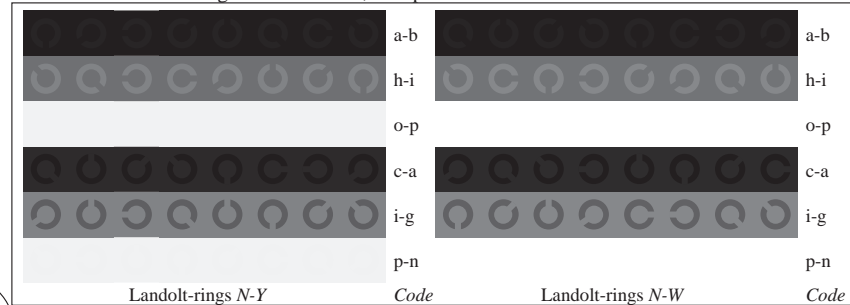 a-b a-b
h-i h-i
o-p o-p
c-a c-a
i-g i-g
p-n p-n
Landolt-rings N-Y Code Landolt-rings N-W Code